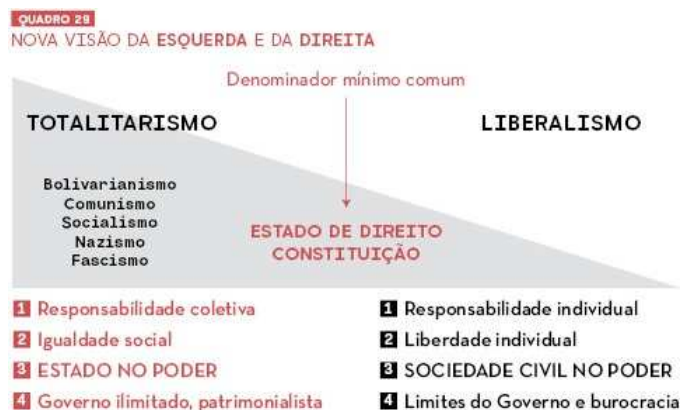 QUADRO 29
NOVA VISÃO DA ESQUERDA E DA DIREITA
Denominador mínimo comum
TOTALITARISMO
LIBERALISMO
Bolivarianismo
Comunismo
Socialismo
Nazismo
Fascismo
ESTADO DE DIREITO
CONSTITUIÇÃO
1 Responsabilidade coletiva
2 Igualdade social
3 ESTADO NO PODER
4 Governo ilimitado, patrimonialista
1 Responsabilidade individual
2 Liberdade individual
3 SOCIEDADE CIVIL NO PODER
4 Limites do Governo e burocracia